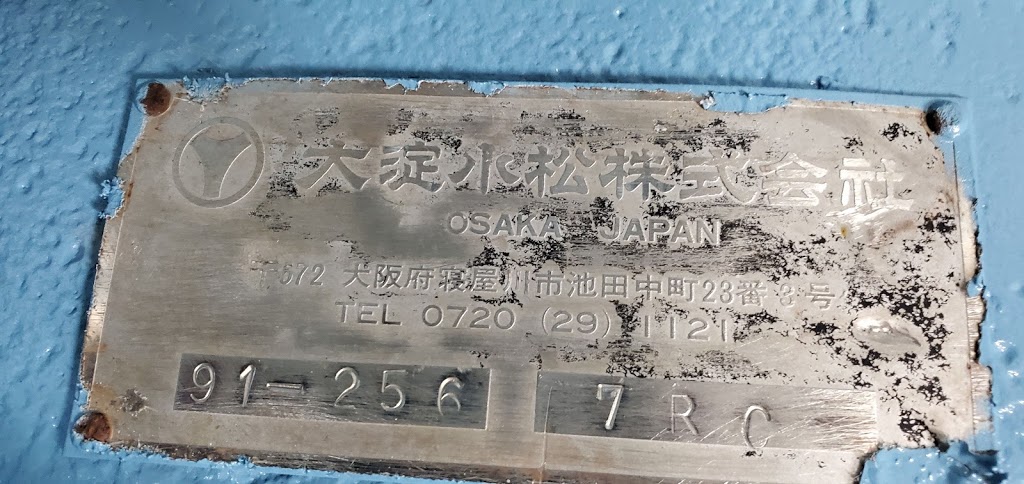 大淀小松株式会社
OSAKA JAPAN
〒572 大阪府寝屋川市池田中町23番3号
TEL 0720 (29) 1121
91-256 7RC